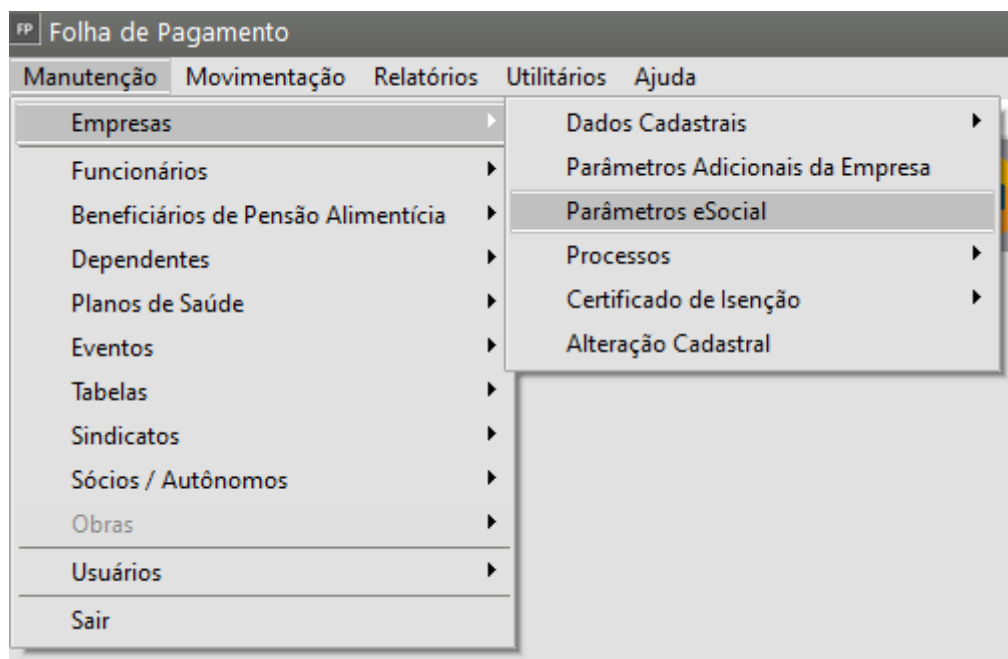 FP Folha de Pagamento
Manutenção Movimentação Relatórios Utilitários Ajuda
Empresas
Funcionários
Beneficiários de Pensão Alimentícia
Dependentes
Planos de Saúde
Eventos
Tabelas
Sindicatos
Sócios / Autônomos
Obras
Usuários
Sair
Dados Cadastrais
Parâmetros Adicionais da Empresa
Parâmetros eSocial
Processos
Certificado de Isenção
Alteração Cadastral